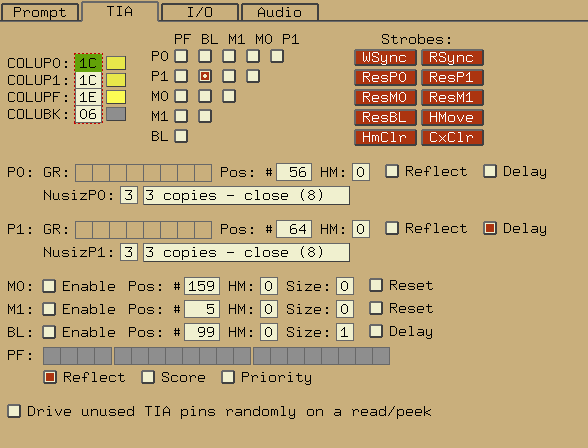 Prompt TIA I/O Audio
PF BL M1 M0 P1 Strobes:
COLUP0: 1C P0 WSync RSync
COLUP1: 1C P1 ResP0 ResP1
COLUPF: 1E M0 ResM0 ResM1
COLUBK: 06 M1 ResBL HMove
BL HmClr CxClr
P0: GR: Pos: # 56 HM: 0 Reflect Delay
NusizP0: 3 3 copies - close (8)
P1: GR: Pos: # 64 HM: 0 Reflect Delay
NusizP1: 3 3 copies - close (8)
M0: Enable Pos: # 159 HM: 0 Size: 0 Reset
M1: Enable Pos: # 5 HM: 0 Size: 0 Reset
BL: Enable Pos: # 99 HM: 0 Size: 1 Delay
PF:
Reflect Score Priority
Drive unused TIA pins randomly on a read/peek